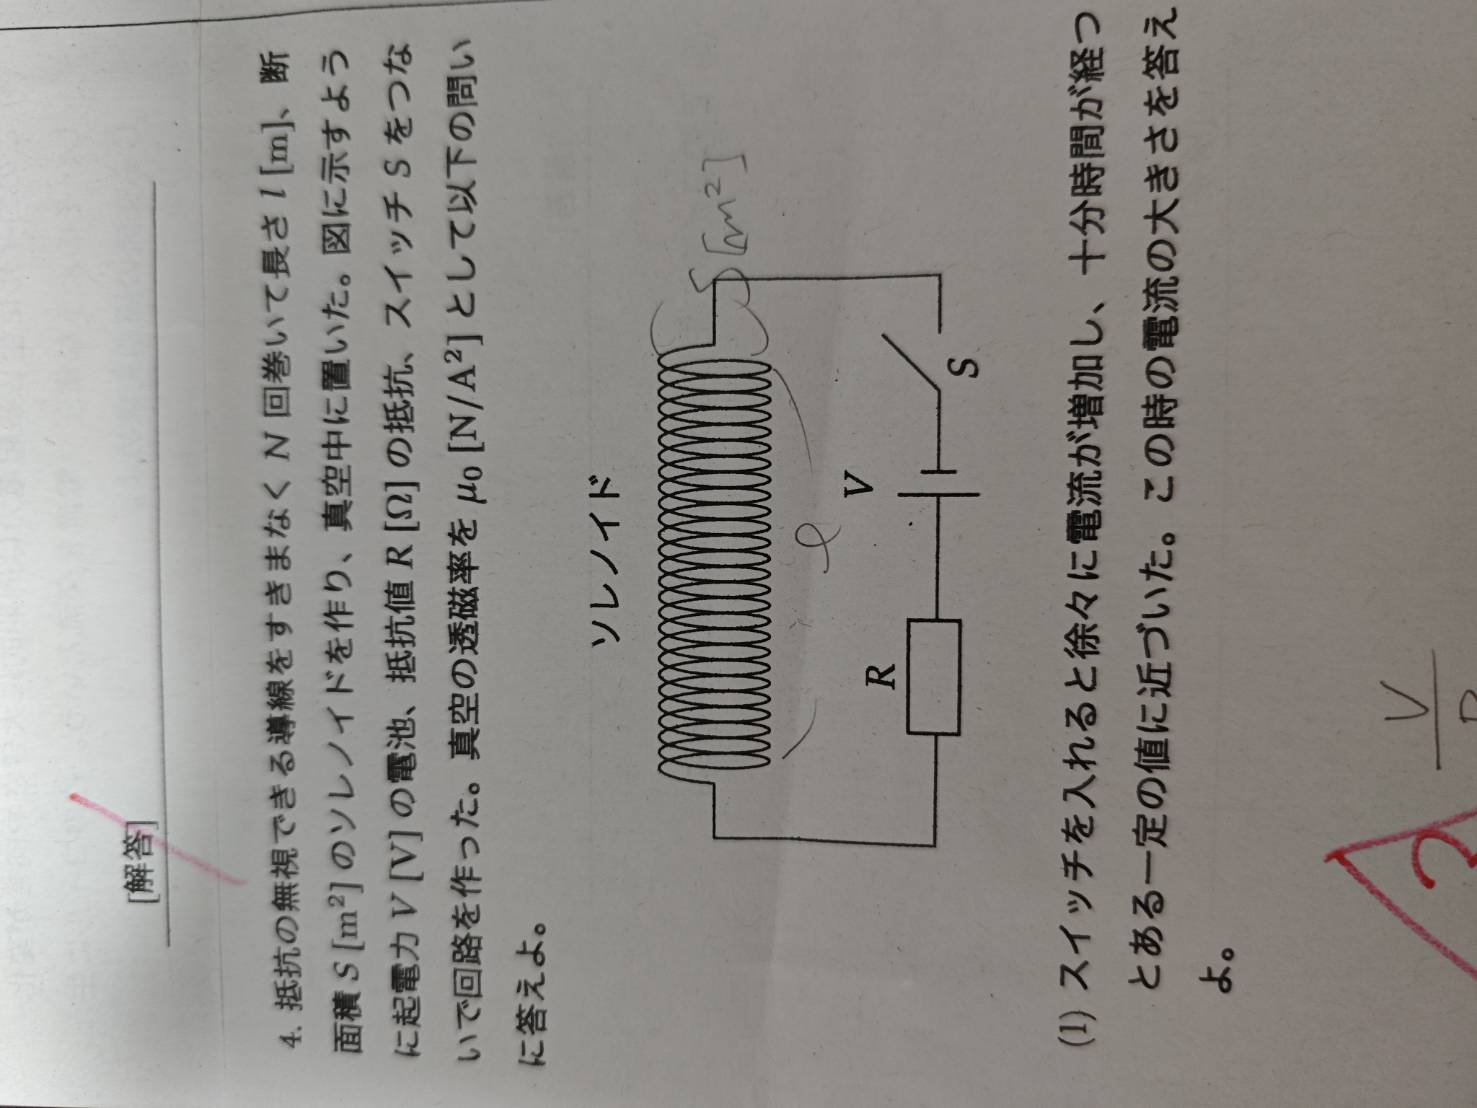 [解答]
4. 抵抗の無視できる導線をすきまなく N 回巻いて長さ l [m]、断
面積 S [m²] のソレノイドを作り、真空中に置いた。図に示すよう
に起電力 V [V] の電池、抵抗値 R [Ω] の抵抗、スイッチ S をつな
いで回路を作った。真空の透磁率を μ₀ [N/A²] として以下の問い
に答えよ。
ソレノイド
S [m²]
l
V
R
S
(1) スイッチを入れると徐々に電流が増加し、十分時間が経つ
とある一定の値に近づいた。この時の電流の大きさを答え
よ。
V
R